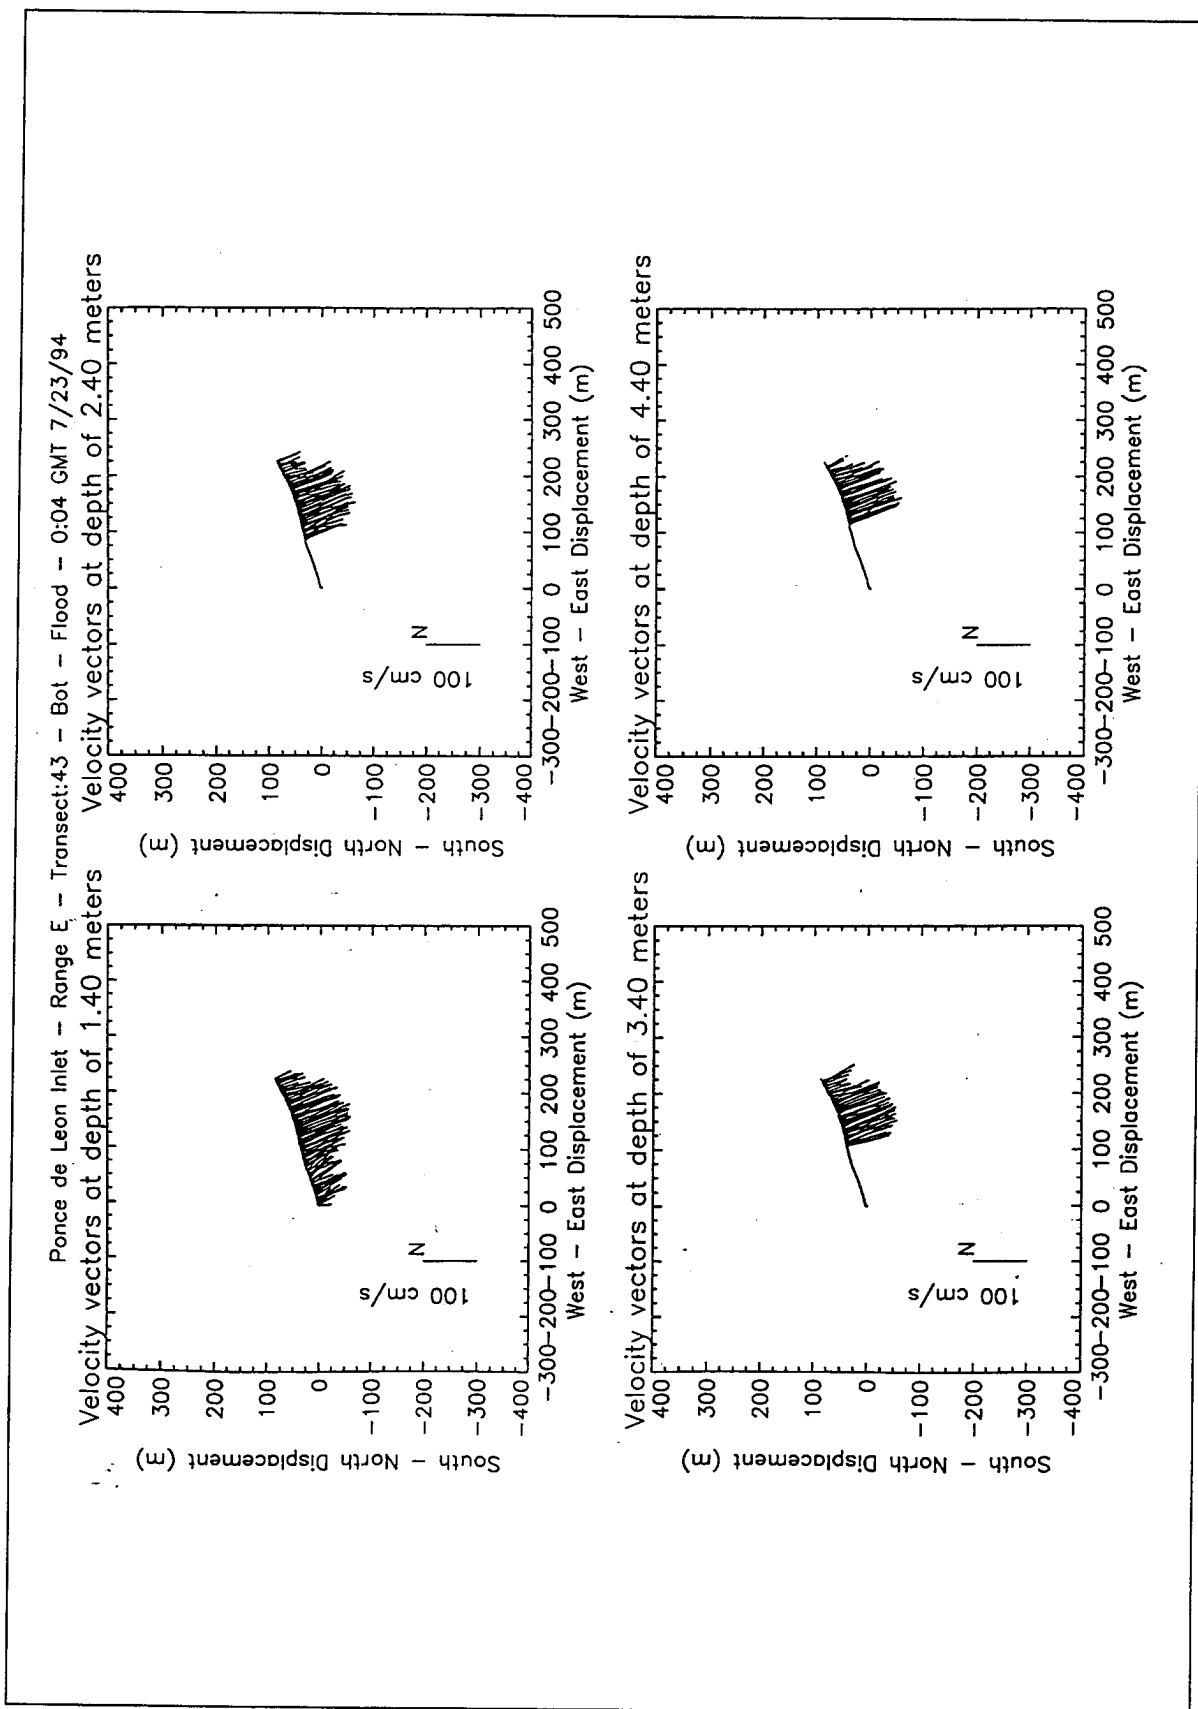 Ponce de Leon Inlet – Range E – Transect:43 – Bot – Flood – 0:04 GMT 7/23/94
Velocity vectors at depth of 1.40 meters
400
300
200
100
0
−100
−200
−300
−400
South – North Displacement (m)
100 cm/s
N
−300−200−100 0 100 200 300 400 500
West – East Displacement (m)
Velocity vectors at depth of 2.40 meters
400
300
200
100
0
−100
−200
−300
−400
South – North Displacement (m)
100 cm/s
N
−300−200−100 0 100 200 300 400 500
West – East Displacement (m)
Velocity vectors at depth of 3.40 meters
400
300
200
100
0
−100
−200
−300
−400
South – North Displacement (m)
100 cm/s
N
−300−200−100 0 100 200 300 400 500
West – East Displacement (m)
Velocity vectors at depth of 4.40 meters
400
300
200
100
0
−100
−200
−300
−400
South – North Displacement (m)
100 cm/s
N
−300−200−100 0 100 200 300 400 500
West – East Displacement (m)